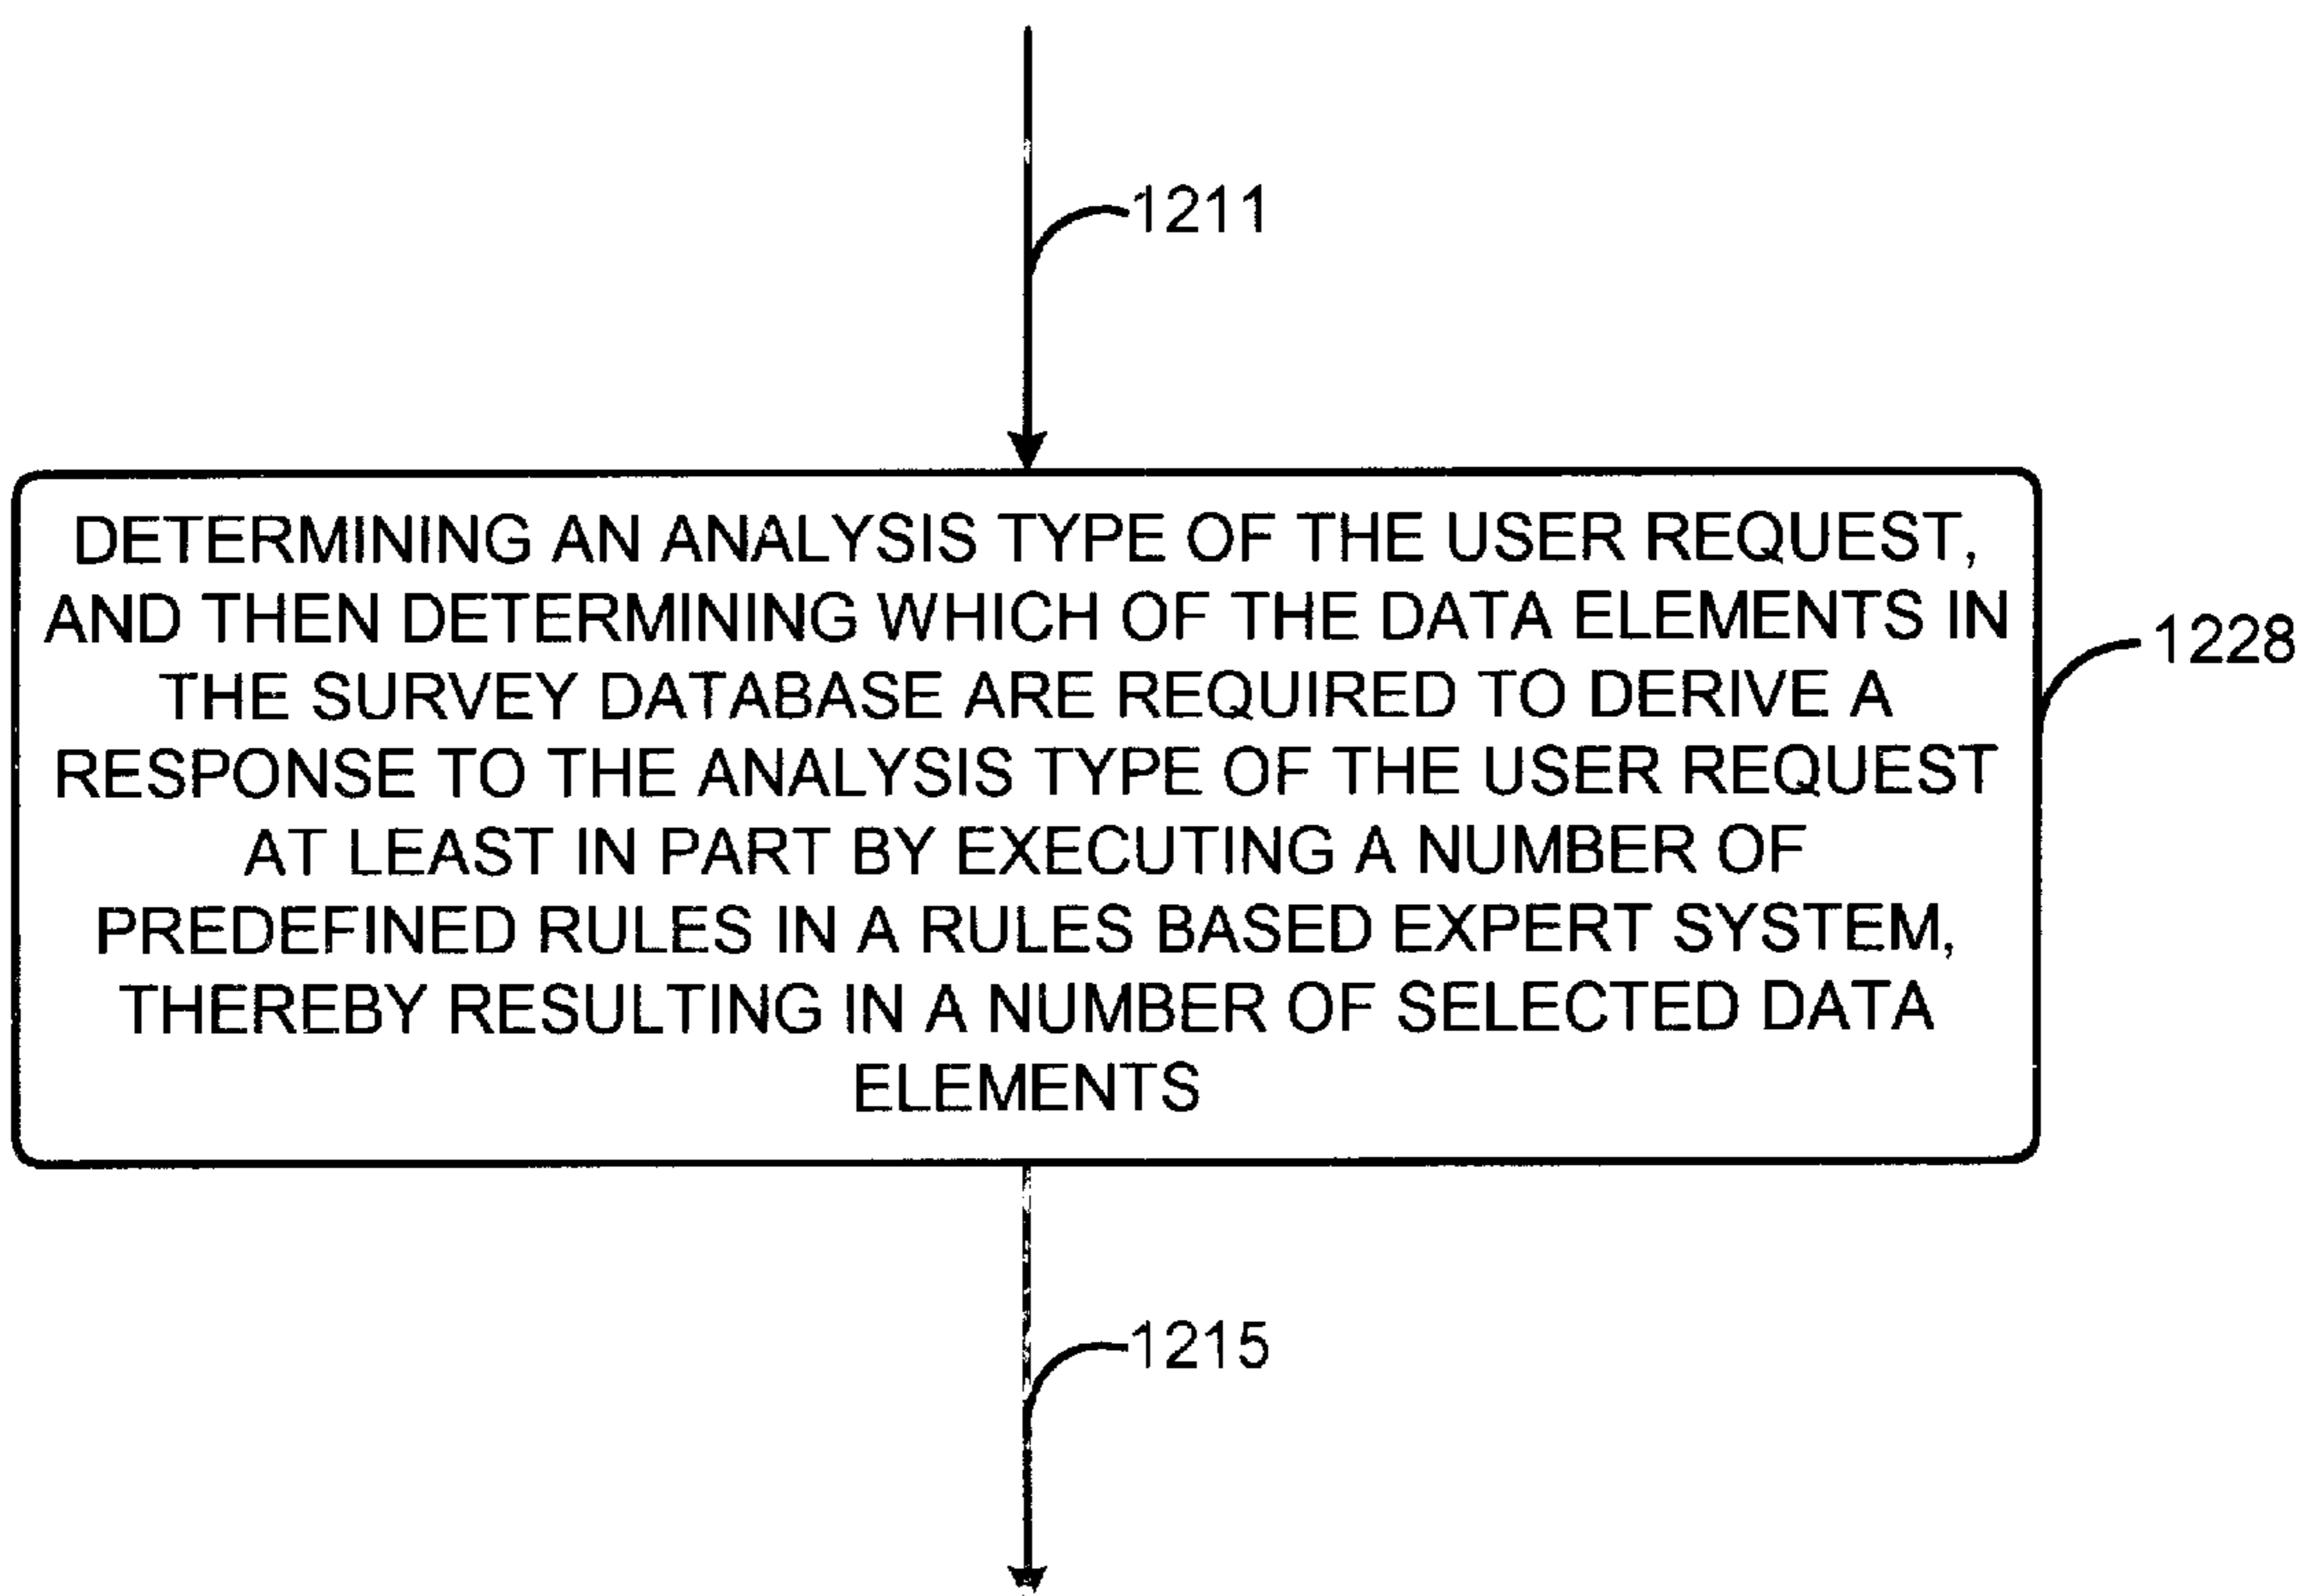 1211
DETERMINING AN ANALYSIS TYPE OF THE USER REQUEST,
AND THEN DETERMINING WHICH OF THE DATA ELEMENTS IN
THE SURVEY DATABASE ARE REQUIRED TO DERIVE A
RESPONSE TO THE ANALYSIS TYPE OF THE USER REQUEST
AT LEAST IN PART BY EXECUTING A NUMBER OF
PREDEFINED RULES IN A RULES BASED EXPERT SYSTEM,
THEREBY RESULTING IN A NUMBER OF SELECTED DATA
ELEMENTS
1228
1215